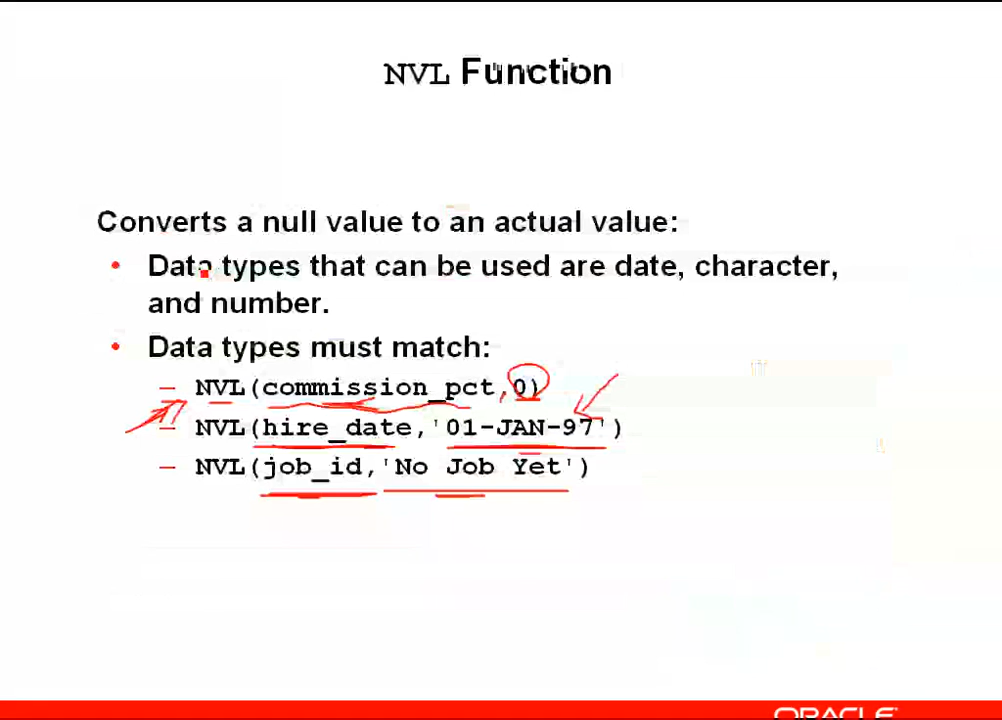 NVL Function
Converts a null value to an actual value:
• Data types that can be used are date, character,
and number.
• Data types must match:
– NVL(commission_pct,0)
– NVL(hire_date,'01-JAN-97')
– NVL(job_id,'No Job Yet')
ORACLE